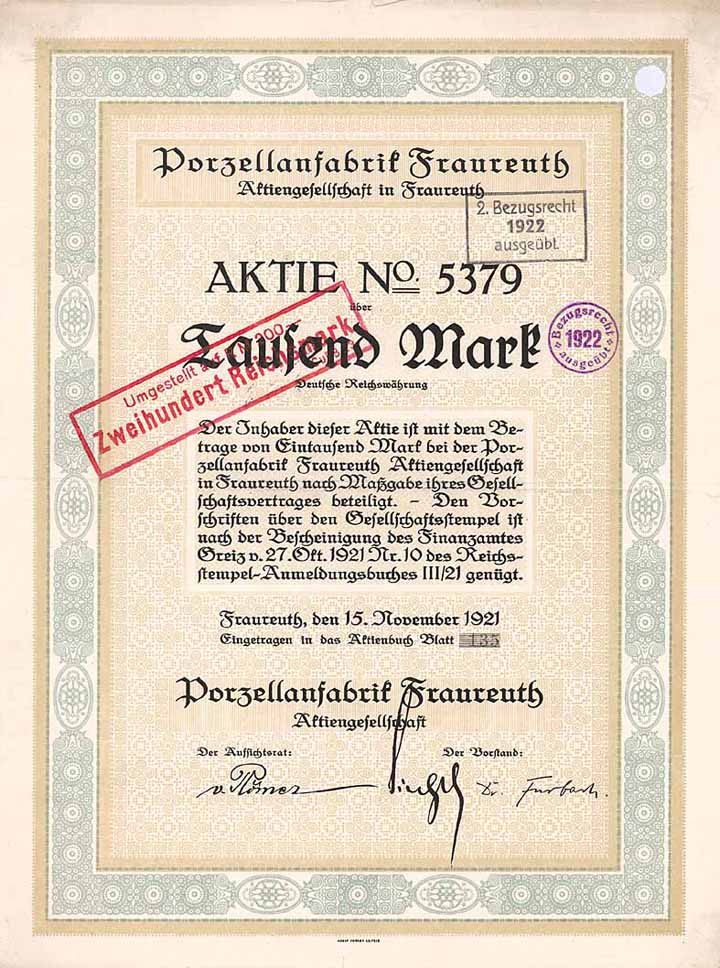 Porzellanfabrik Fraureuth
Aktiengesellschaft in Fraureuth
2. Bezugsrecht
1922
ausgeübt.
AKTIE No. 5379
über
Tausend Mark
Deutsche Reichswährung
Umgestellt auf
Zweihundert Reichsmark
Bezugsrecht
1922
ausgeübt
Der Inhaber dieser Aktie ist mit dem Be-
trage von Eintausend Mark bei der Por-
zellanfabrik Fraureuth Aktiengesellschaft
in Fraureuth nach Maßgabe ihres Gesell-
schaftsvertrages beteiligt. – Den Vor-
schriften über den Gesellschaftsstempel ist
nach der Bescheinigung des Finanzamtes
Greiz v. 27. Okt. 1921 Nr. 10 des Reichs-
stempel-Anmeldungsbuches III/21 genügt.
Fraureuth, den 15. November 1921
Eingetragen in das Aktienbuch Blatt 135
Porzellanfabrik Fraureuth
Aktiengesellschaft
Der Aufsichtsrat: Der Vorstand:
v. Römer Dr. Furbach.